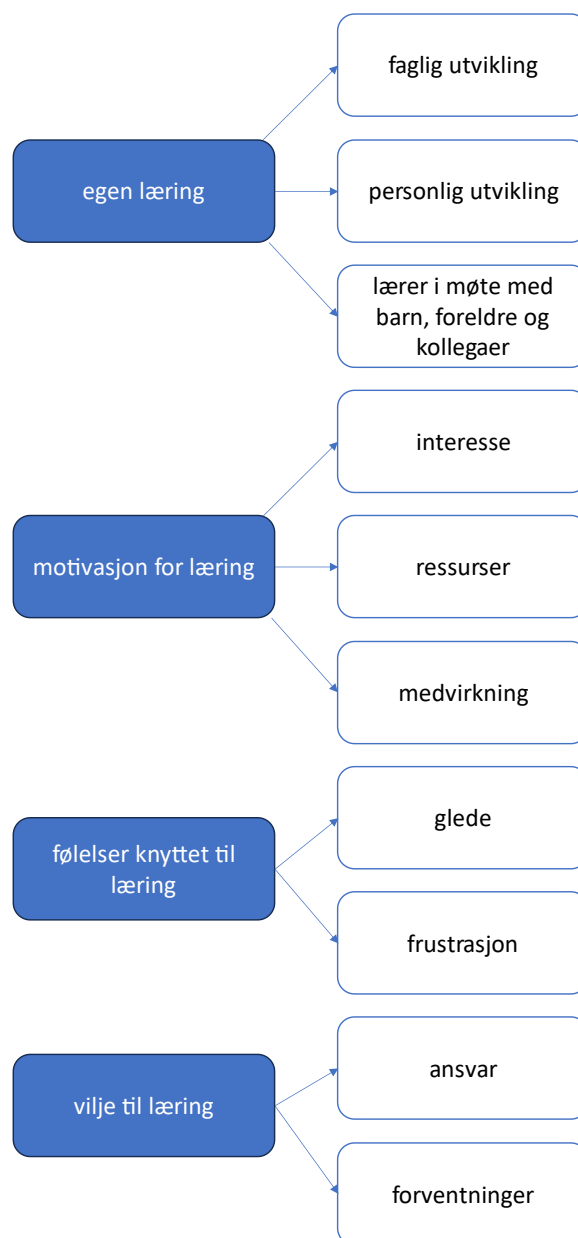 egen læring
faglig utvikling
personlig utvikling
lærer i møte med
barn, foreldre og
kollegaer
motivasjon for læring
interesse
ressurser
medvirkning
følelser knyttet til
læring
glede
frustrasjon
vilje til læring
ansvar
forventninger